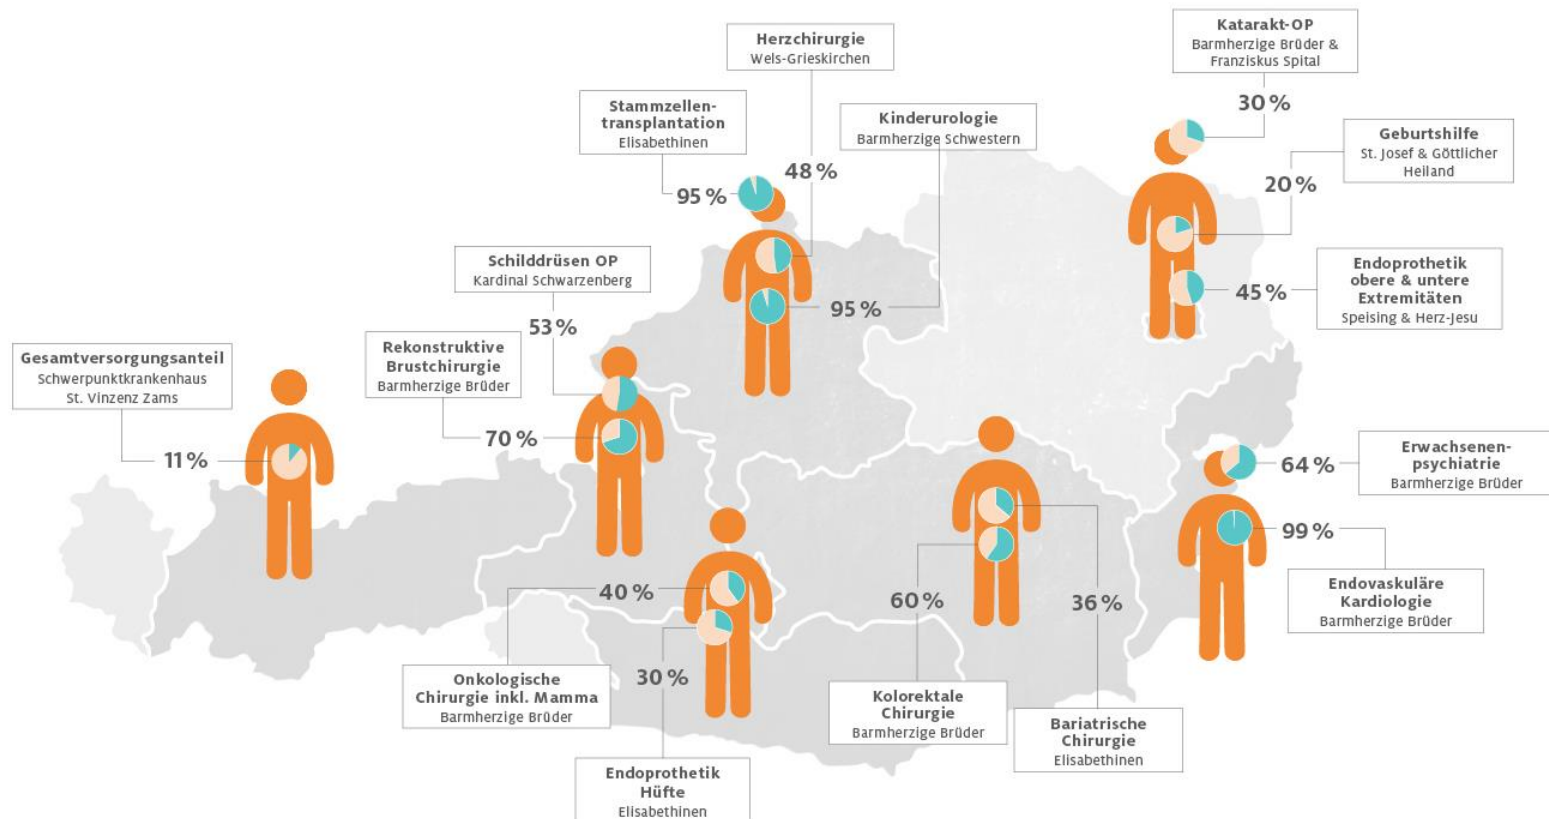 Herzchirurgie
Wels-Grieskirchen
48 %
Stammzellen-
transplantation
Elisabethinen
95 %
Kinderurologie
Barmherzige Schwestern
95 %
Katarakt-OP
Barmherzige Brüder &
Franziskus Spital
30 %
Geburtshilfe
St. Josef & Göttlicher
Heiland
20 %
Endoprothetik
obere & untere
Extremitäten
Speising & Herz-Jesu
45 %
Schilddrüsen OP
Kardinal Schwarzenberg
53 %
Rekonstruktive
Brustchirurgie
Barmherzige Brüder
70 %
Gesamtversorgungsanteil
Schwerpunktkrankenhaus
St. Vinzenz Zams
11 %
Erwachsenen-
psychiatrie
Barmherzige Brüder
64 %
99 %
Endovaskuläre
Kardiologie
Barmherzige Brüder
40 %
Onkologische
Chirurgie inkl. Mamma
Barmherzige Brüder
30 %
Endoprothetik
Hüfte
Elisabethinen
60 %
Kolorektale
Chirurgie
Barmherzige Brüder
36 %
Bariatrische
Chirurgie
Elisabethinen